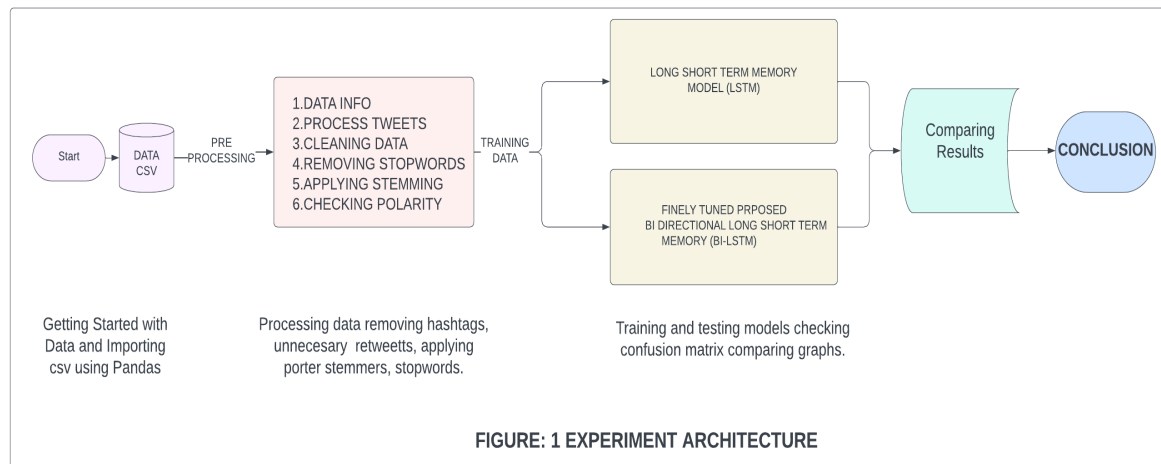 Start
DATA
CSV
PRE
PROCESSING
1.DATA INFO
2.PROCESS TWEETS
3.CLEANING DATA
4.REMOVING STOPWORDS
5.APPLYING STEMMING
6.CHECKING POLARITY
TRAINING
DATA
LONG SHORT TERM MEMORY
MODEL (LSTM)
FINELY TUNED PRPOSED
BI DIRECTIONAL LONG SHORT TERM
MEMORY (BI-LSTM)
Comparing
Results
CONCLUSION
Getting Started with
Data and Importing
csv using Pandas
Processing data removing hashtags,
unnecesary retweetts, applying
porter stemmers, stopwords.
Training and testing models checking
confusion matrix comparing graphs.
FIGURE: 1 EXPERIMENT ARCHITECTURE